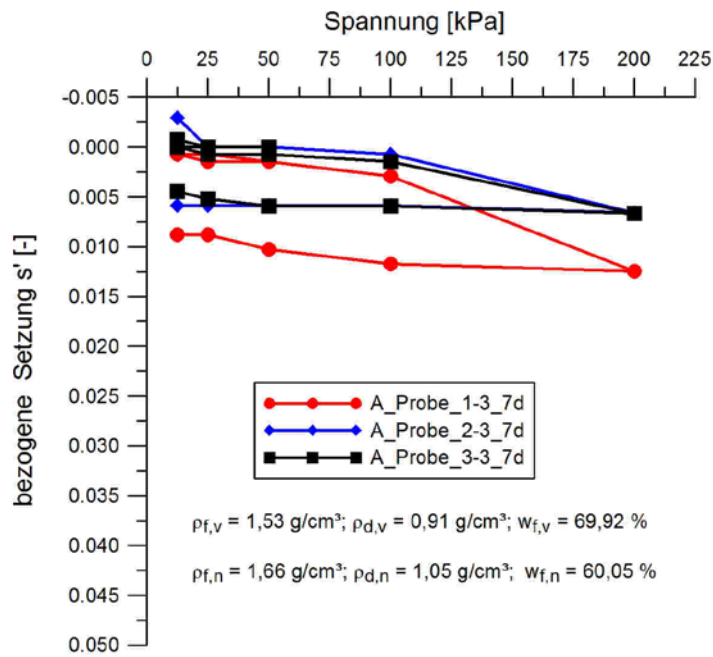 Spannung [kPa]
0 25 50 75 100 125 150 175 200 225
-0.005
0.000
0.005
0.010
0.015
0.020
0.025
0.030
0.035
0.040
0.045
0.050
bezogene Setzung s' [-]
A_Probe_1-3_7d
A_Probe_2-3_7d
A_Probe_3-3_7d
ρf,v = 1,53 g/cm³; ρd,v = 0,91 g/cm³; wf,v = 69,92 %
ρf,n = 1,66 g/cm³; ρd,n = 1,05 g/cm³; wf,n = 60,05 %